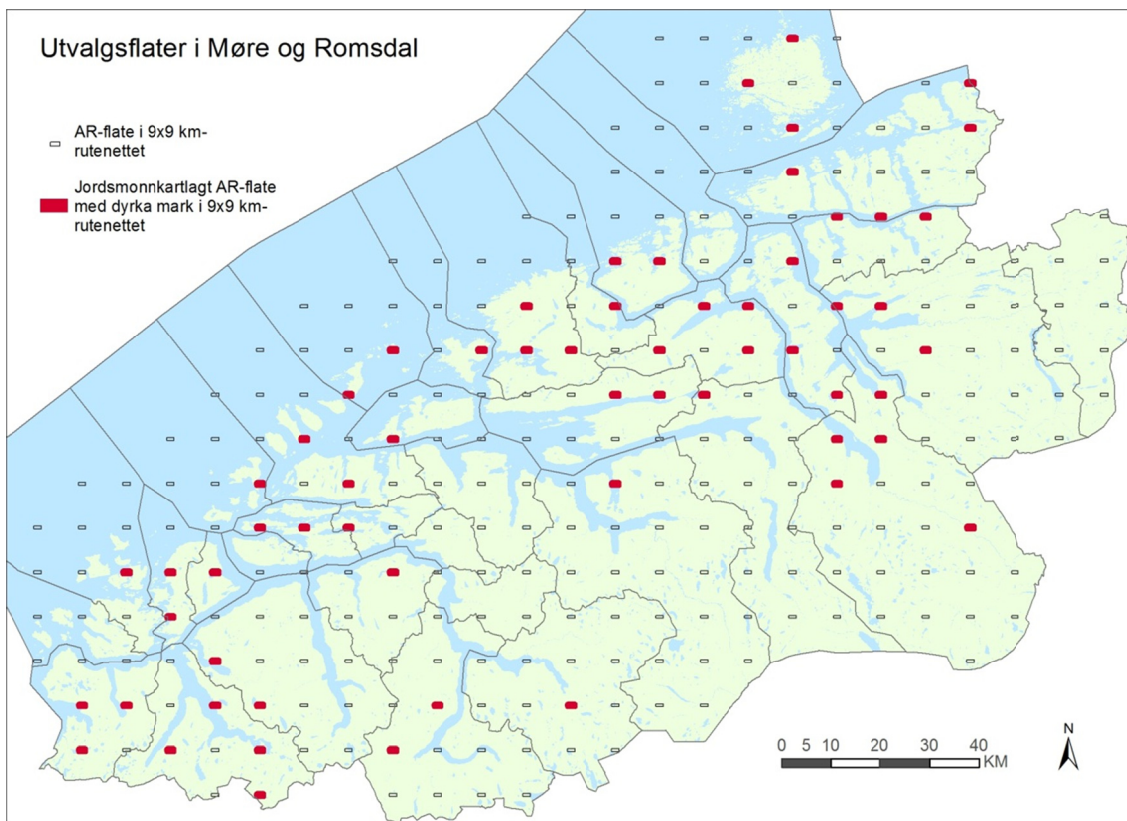 Utvalgsflater i Møre og Romsdal
AR-flate i 9x9 km-
rutenettet
Jordsmonnkartlagt AR-flate
med dyrka mark i 9x9 km-
rutenettet
N
0 5 10 20 30 40
KM